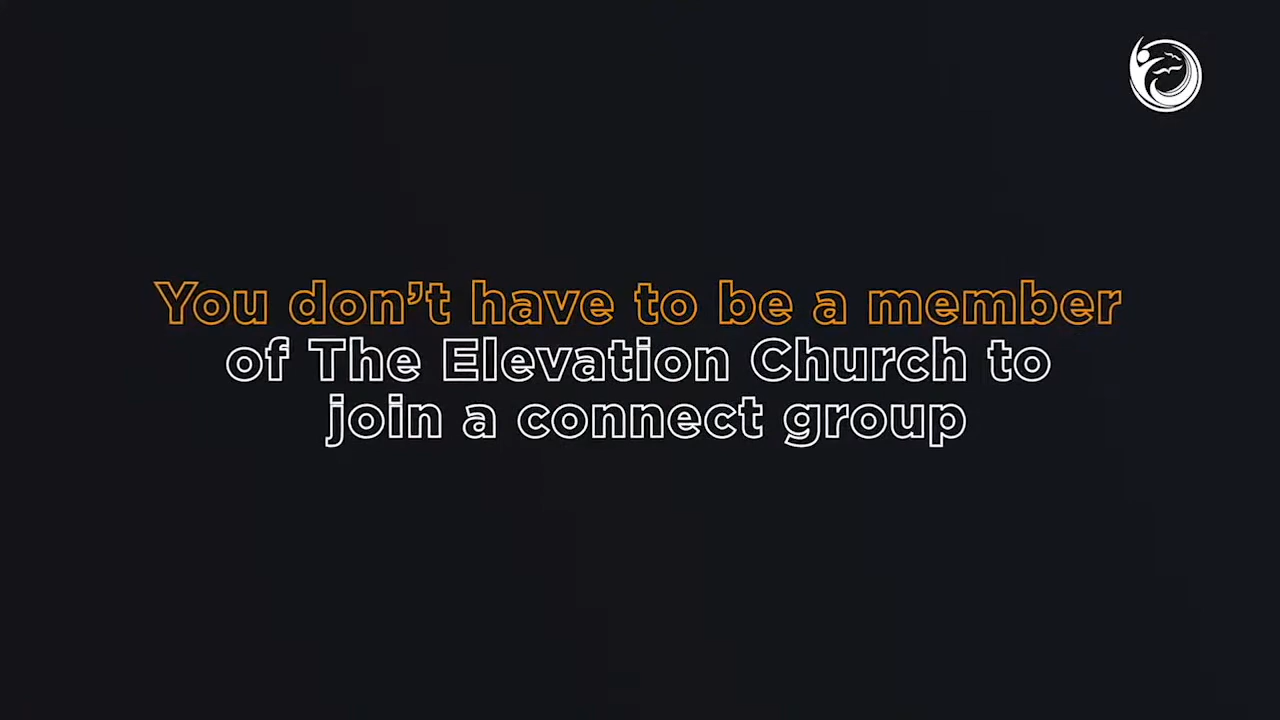 You don’t have to be a member
of The Elevation Church to
join a connect group